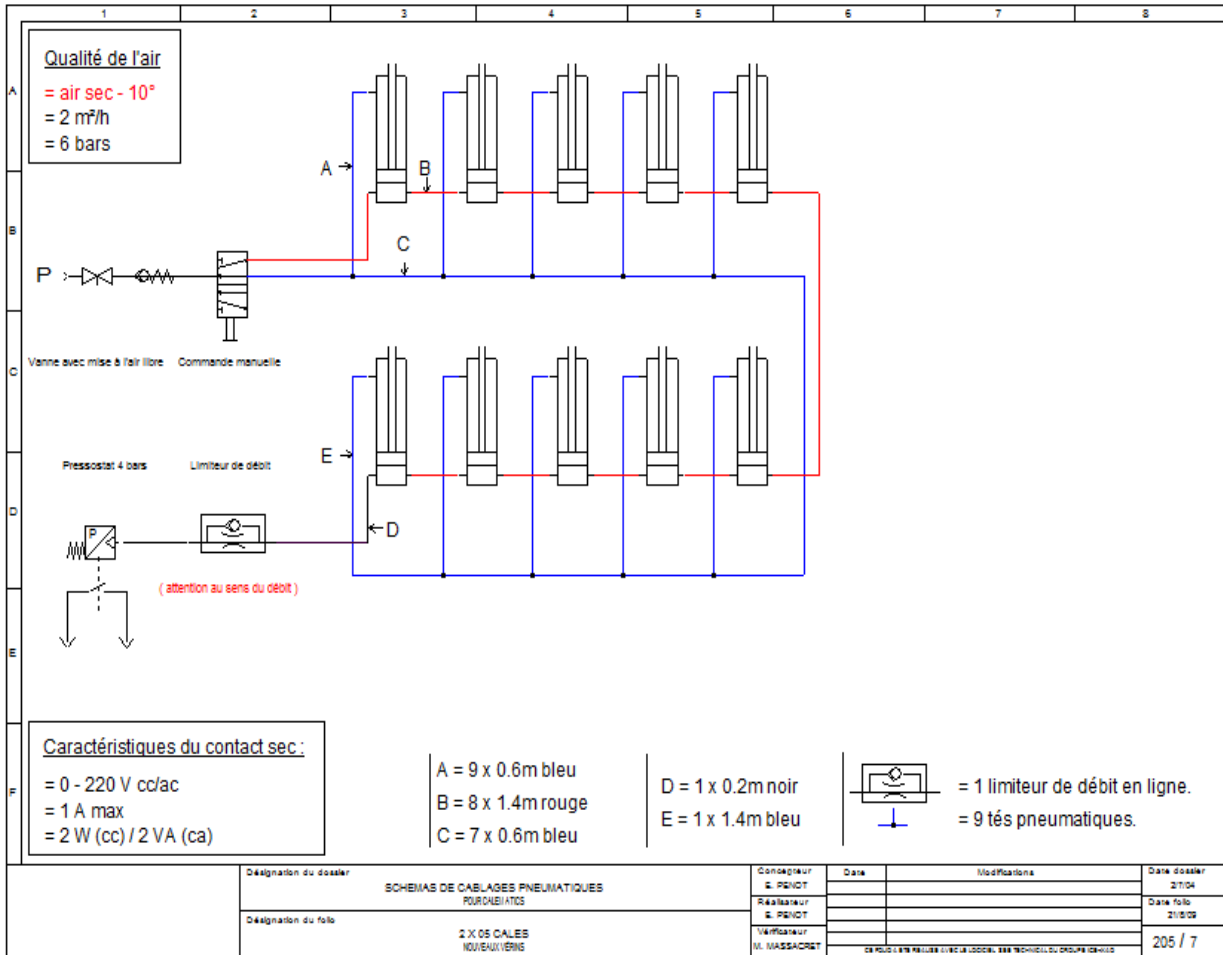 1 2 3 4 5 6 7 8
A
B
C
D
E
F
Qualité de l'air
= air sec - 10°
= 2 m²/h
= 6 bars
A
B
C
P
Vanne avec mise à l'air libre
Commande manuelle
Pressostat 4 bars
Limiteur de débit
E
D
P
( attention au sens du débit )
Caractéristiques du contact sec :
= 0 - 220 V cc/ac
= 1 A max
= 2 W (cc) / 2 VA (ca)
A = 9 x 0.6m bleu
B = 8 x 1.4m rouge
C = 7 x 0.6m bleu
D = 1 x 0.2m noir
E = 1 x 1.4m bleu
= 1 limiteur de débit en ligne.
= 9 tés pneumatiques.
Désignation du dossier
SCHEMAS DE CABLAGES PNEUMATIQUES
Désignation du folio
2 X 05 CALES
NOUVEAUX VÉRINS
Concepteur
E. PENOT
Réalisateur
E. PENOT
Vérificateur
M. MASSACRET
Date
Modifications
Date dossier
2/7/04
Date folio
205 / 7